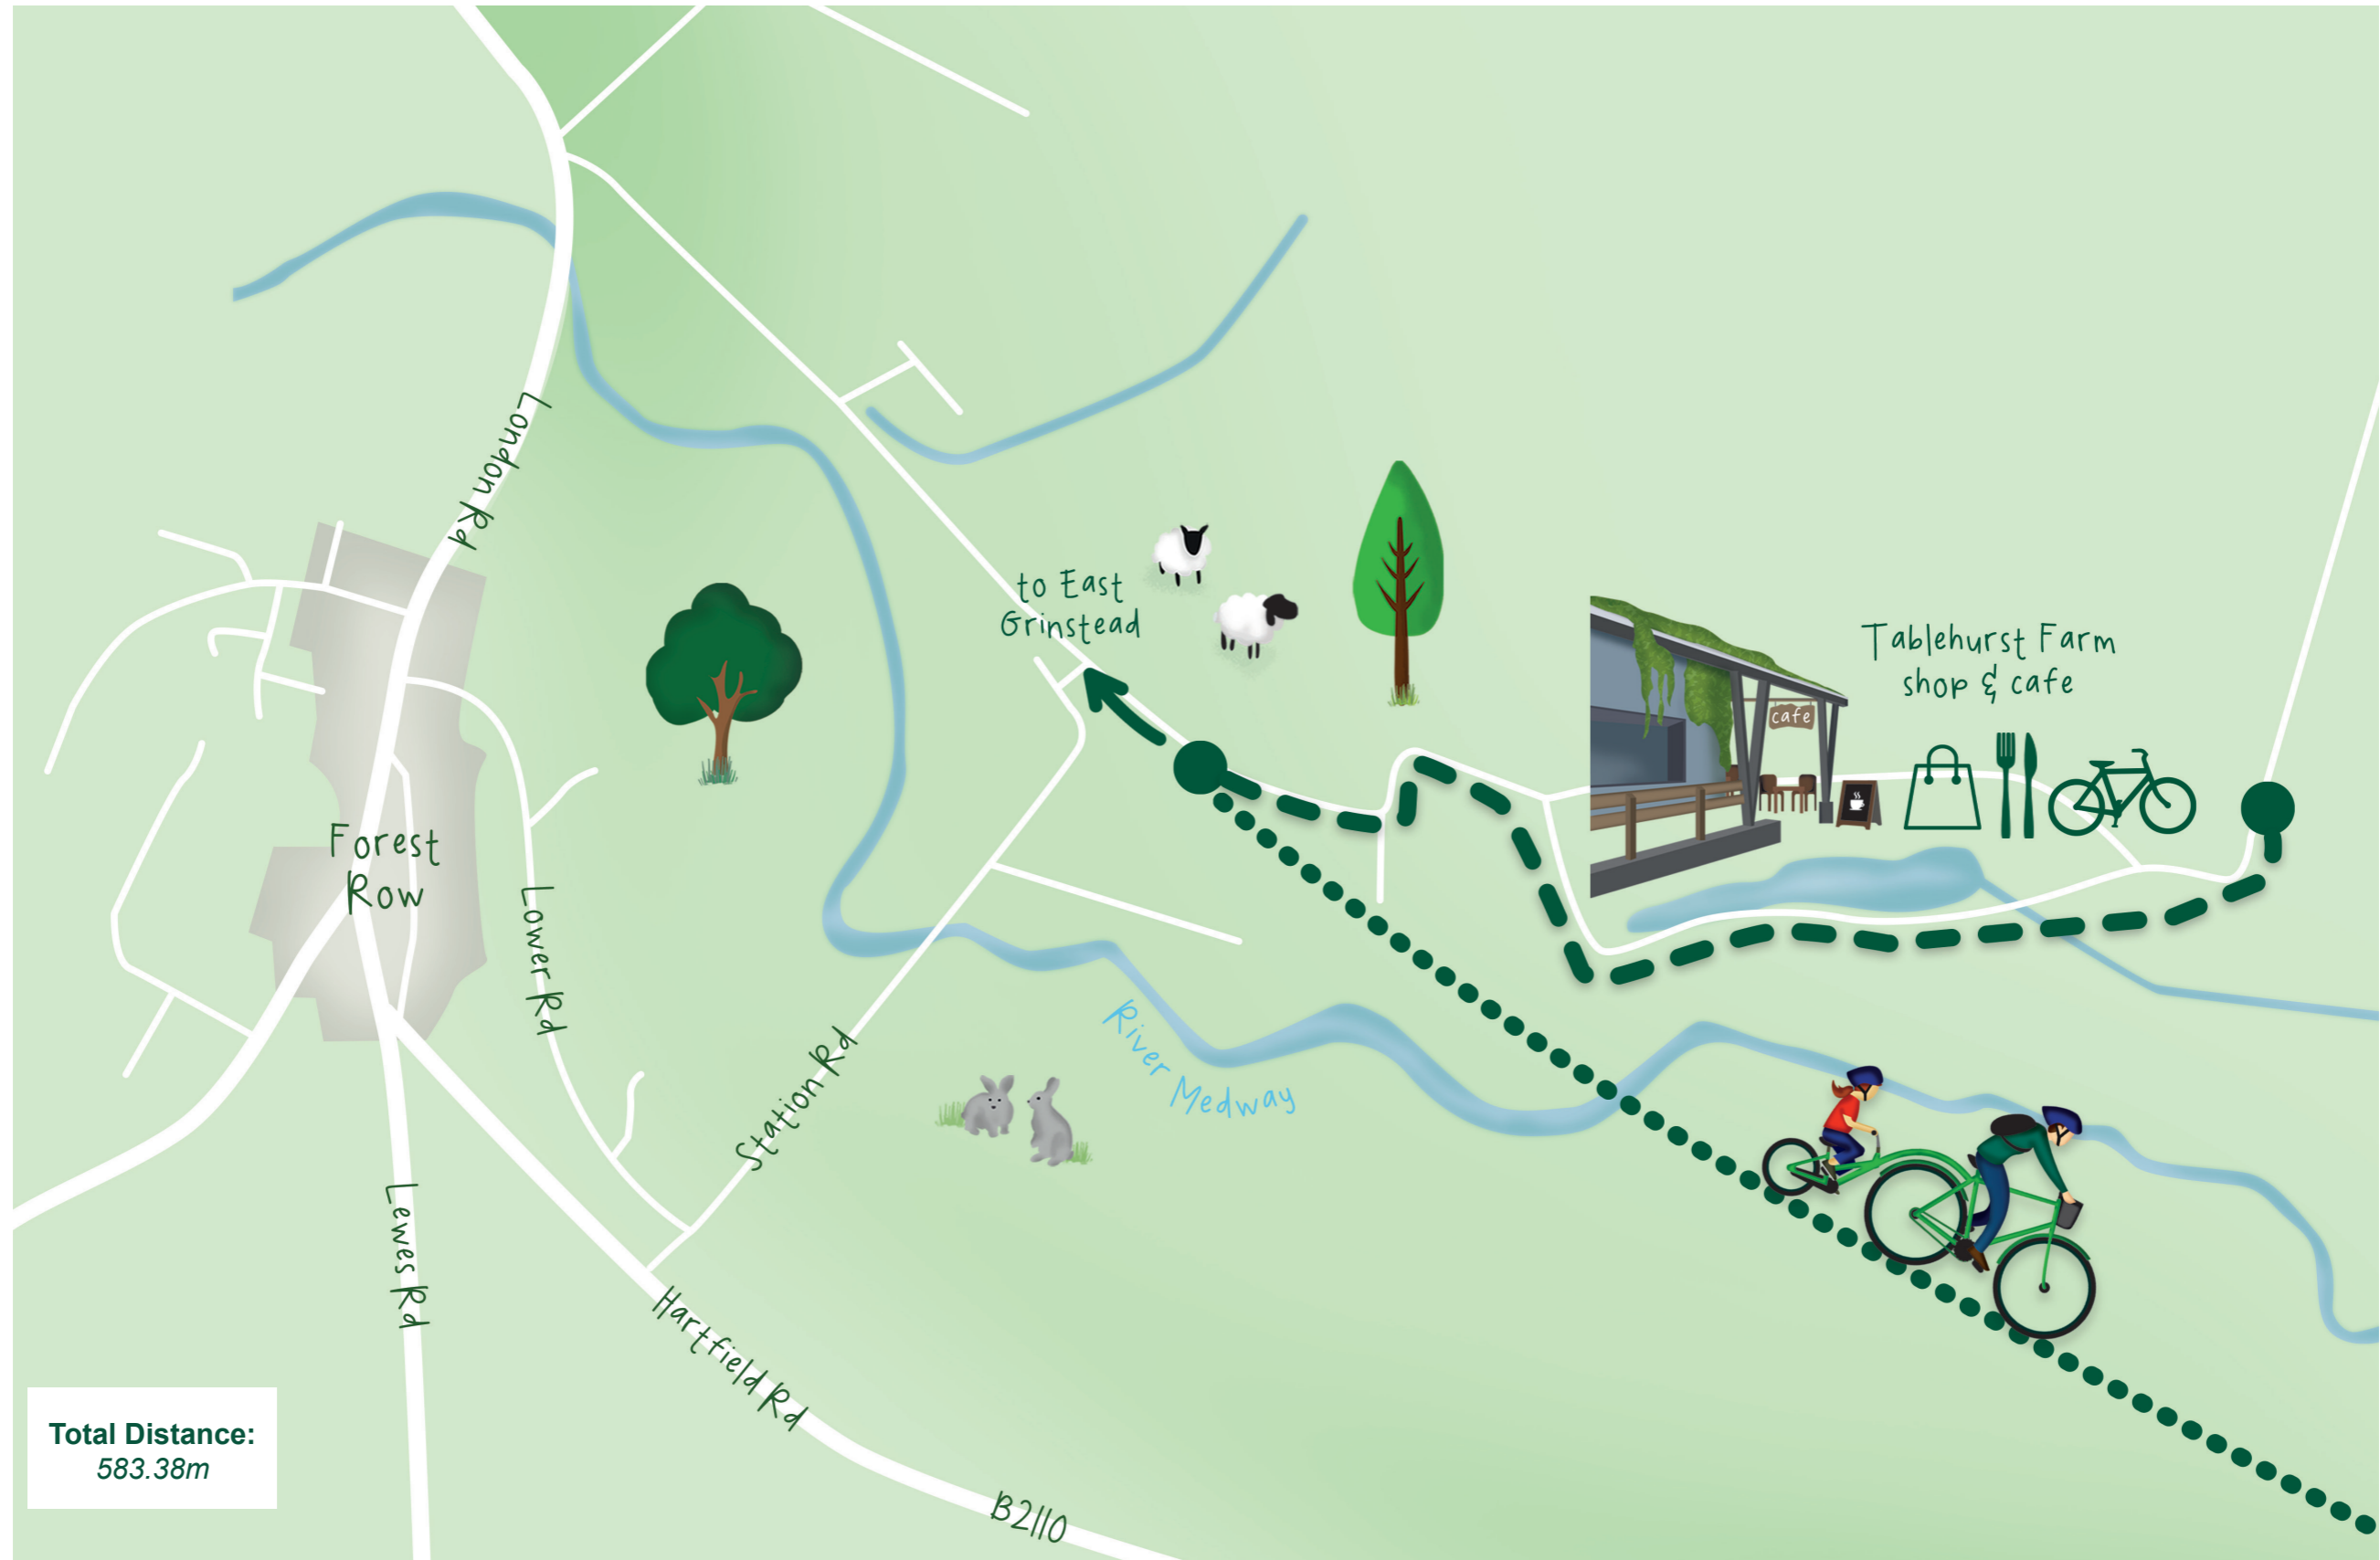 London Rd
to East
Grinstead
Tablehurst Farm
shop & cafe
cafe
Forest
Row
Lower Rd
River Medway
Station Rd
Lewes Rd
Hartfield Rd
B2110
Total Distance:
583.38m